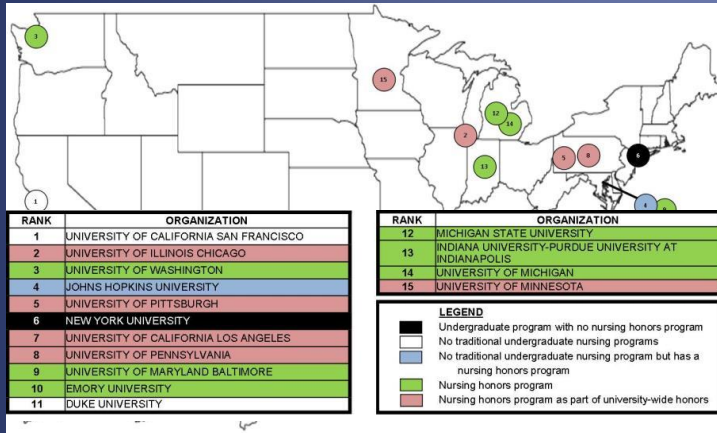 3
15
12
14
2
13
5
8
6
1
4
9
RANK ORGANIZATION
1 UNIVERSITY OF CALIFORNIA SAN FRANCISCO
2 UNIVERSITY OF ILLINOIS CHICAGO
3 UNIVERSITY OF WASHINGTON
4 JOHNS HOPKINS UNIVERSITY
5 UNIVERSITY OF PITTSBURGH
6 NEW YORK UNIVERSITY
7 UNIVERSITY OF CALIFORNIA LOS ANGELES
8 UNIVERSITY OF PENNSYLVANIA
9 UNIVERSITY OF MARYLAND BALTIMORE
10 EMORY UNIVERSITY
11 DUKE UNIVERSITY
RANK ORGANIZATION
12 MICHIGAN STATE UNIVERSITY
13 INDIANA UNIVERSITY-PURDUE UNIVERSITY AT
INDIANAPOLIS
14 UNIVERSITY OF MICHIGAN
15 UNIVERSITY OF MINNESOTA
LEGEND
Undergraduate program with no nursing honors program
No traditional undergraduate nursing programs
No traditional undergraduate nursing program but has a
nursing honors program
Nursing honors program
Nursing honors program as part of university-wide honors